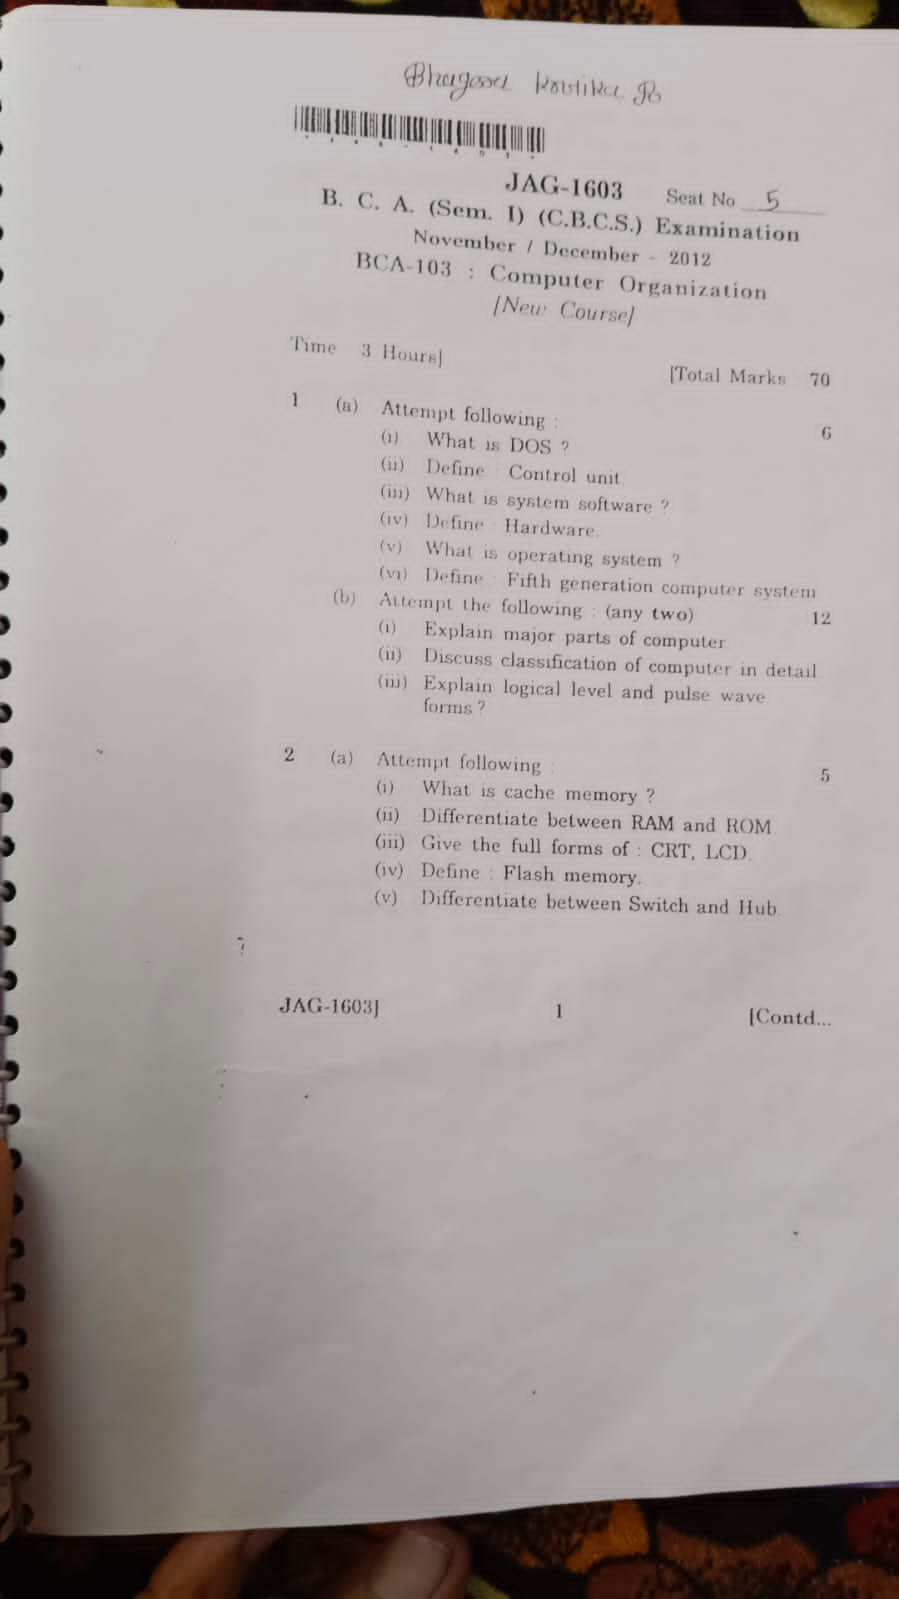 JAG-1603 Seat No 5
B. C. A. (Sem. I) (C.B.C.S.) Examination
November / December - 2012
BCA-103 : Computer Organization
[New Course]
Time 3 Hours]
[Total Marks 70
1 (a) Attempt following : 6
(i) What is DOS ?
(ii) Define : Control unit
(iii) What is system software ?
(iv) Define : Hardware.
(v) What is operating system ?
(vi) Define : Fifth generation computer system
(b) Attempt the following : (any two) 12
(i) Explain major parts of computer
(ii) Discuss classification of computer in detail
(iii) Explain logical level and pulse wave
forms ?
2 (a) Attempt following : 5
(i) What is cache memory ?
(ii) Differentiate between RAM and ROM
(iii) Give the full forms of : CRT, LCD.
(iv) Define : Flash memory.
(v) Differentiate between Switch and Hub.
JAG-1603] 1 [Contd...